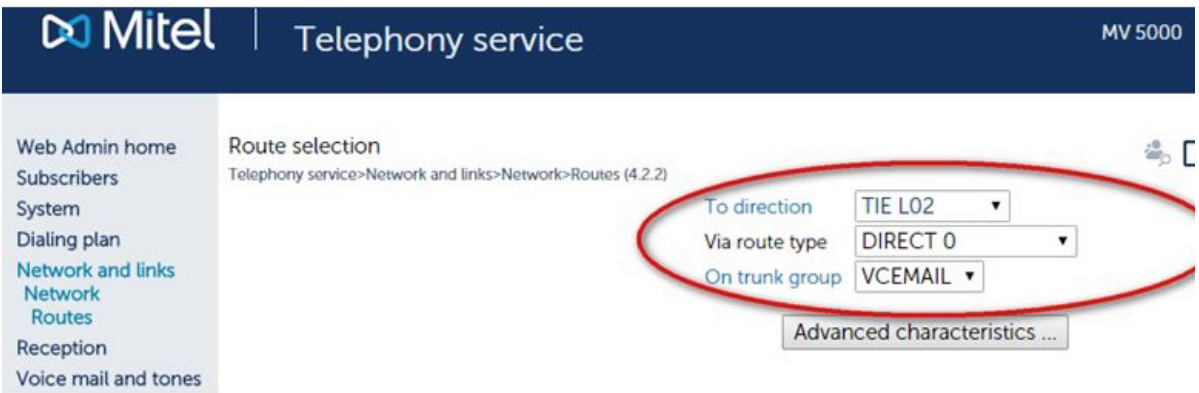 Mitel
Telephony service
MV 5000
Web Admin home
Subscribers
System
Dialing plan
Network and links
Network
Routes
Reception
Voice mail and tones
Route selection
Telephony service>Network and links>Network>Routes (4.2.2)
To direction TIE L02
Via route type DIRECT 0
On trunk group VCEMAIL
Advanced characteristics ...